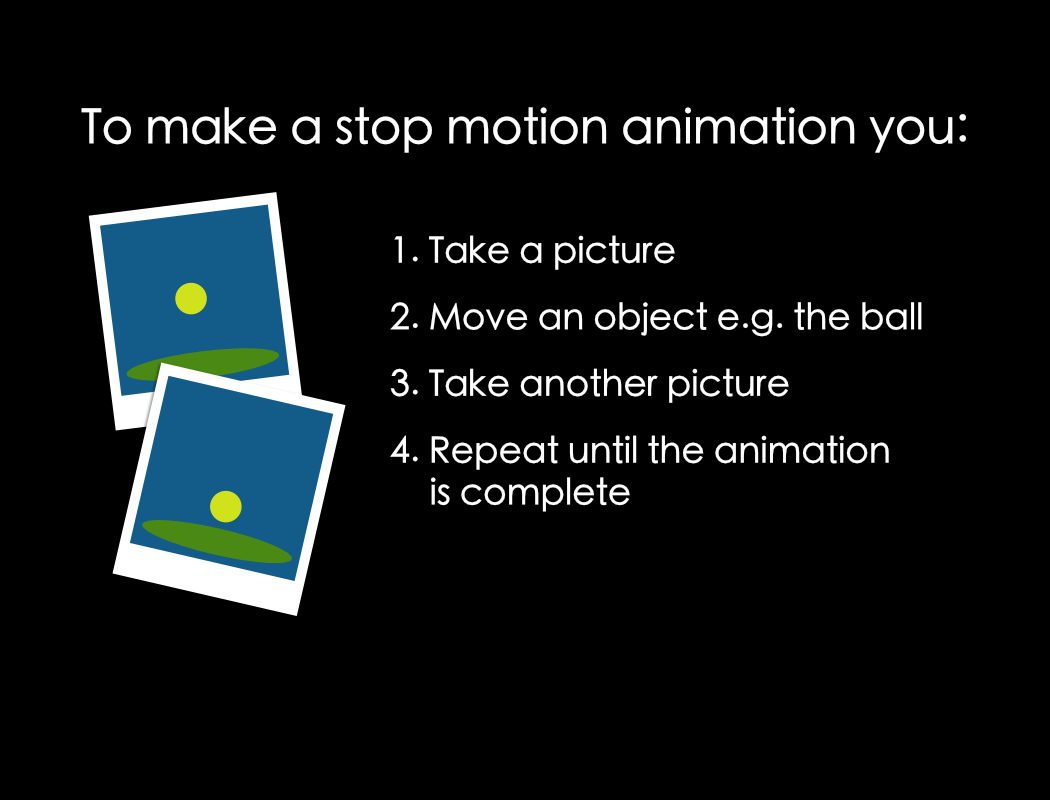 To make a stop motion animation you:
1. Take a picture
2. Move an object e.g. the ball
3. Take another picture
4. Repeat until the animation
is complete